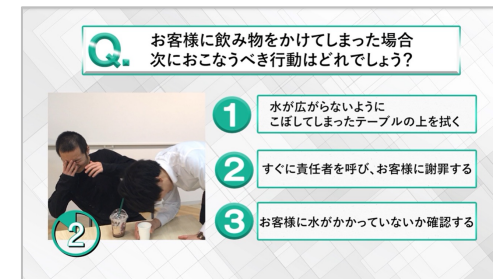 Q.
お客様に飲み物をかけてしまった場合
次におこなうべき行動はどれでしょう?
1
水が広がらないように
こぼしてしまったテーブルの上を拭く
2
すぐに責任者を呼び、お客様に謝罪する
3
お客様に水がかかっていないか確認する
2